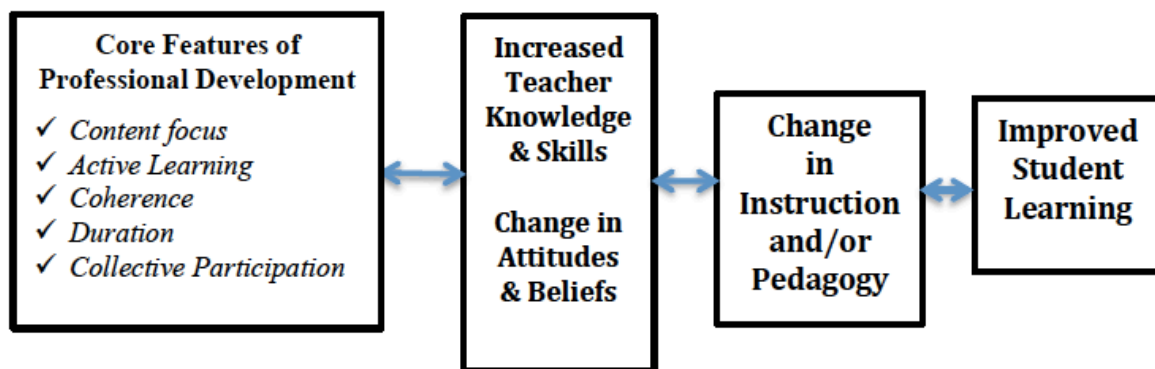 Core Features of
Professional Development
✓ Content focus
✓ Active Learning
✓ Coherence
✓ Duration
✓ Collective Participation
Increased
Teacher
Knowledge
& Skills
Change in
Attitudes
& Beliefs
Change
in
Instruction
and/or
Pedagogy
Improved
Student
Learning